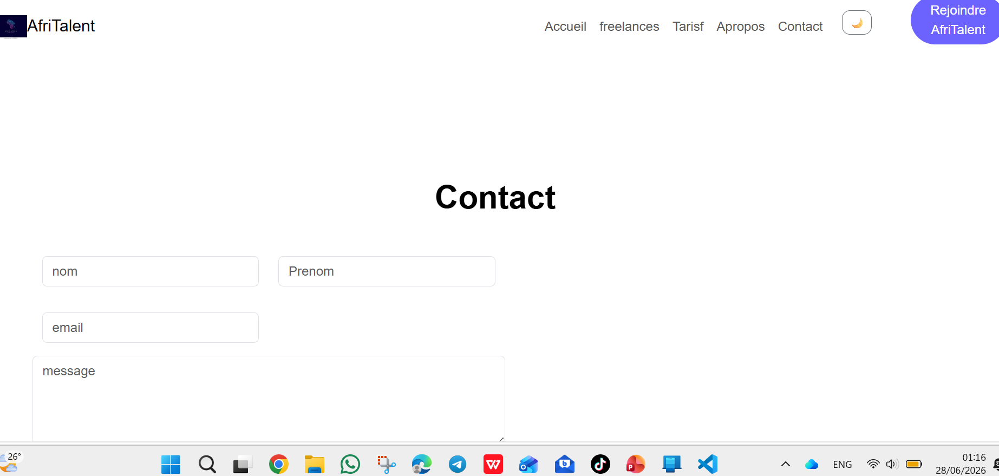 AfriTalent
Accueil freelances Tarisf Apropos Contact
Rejoindre
AfriTalent
Contact
nom Prenom
email
message
26°
ENG
01:16
28/06/2026